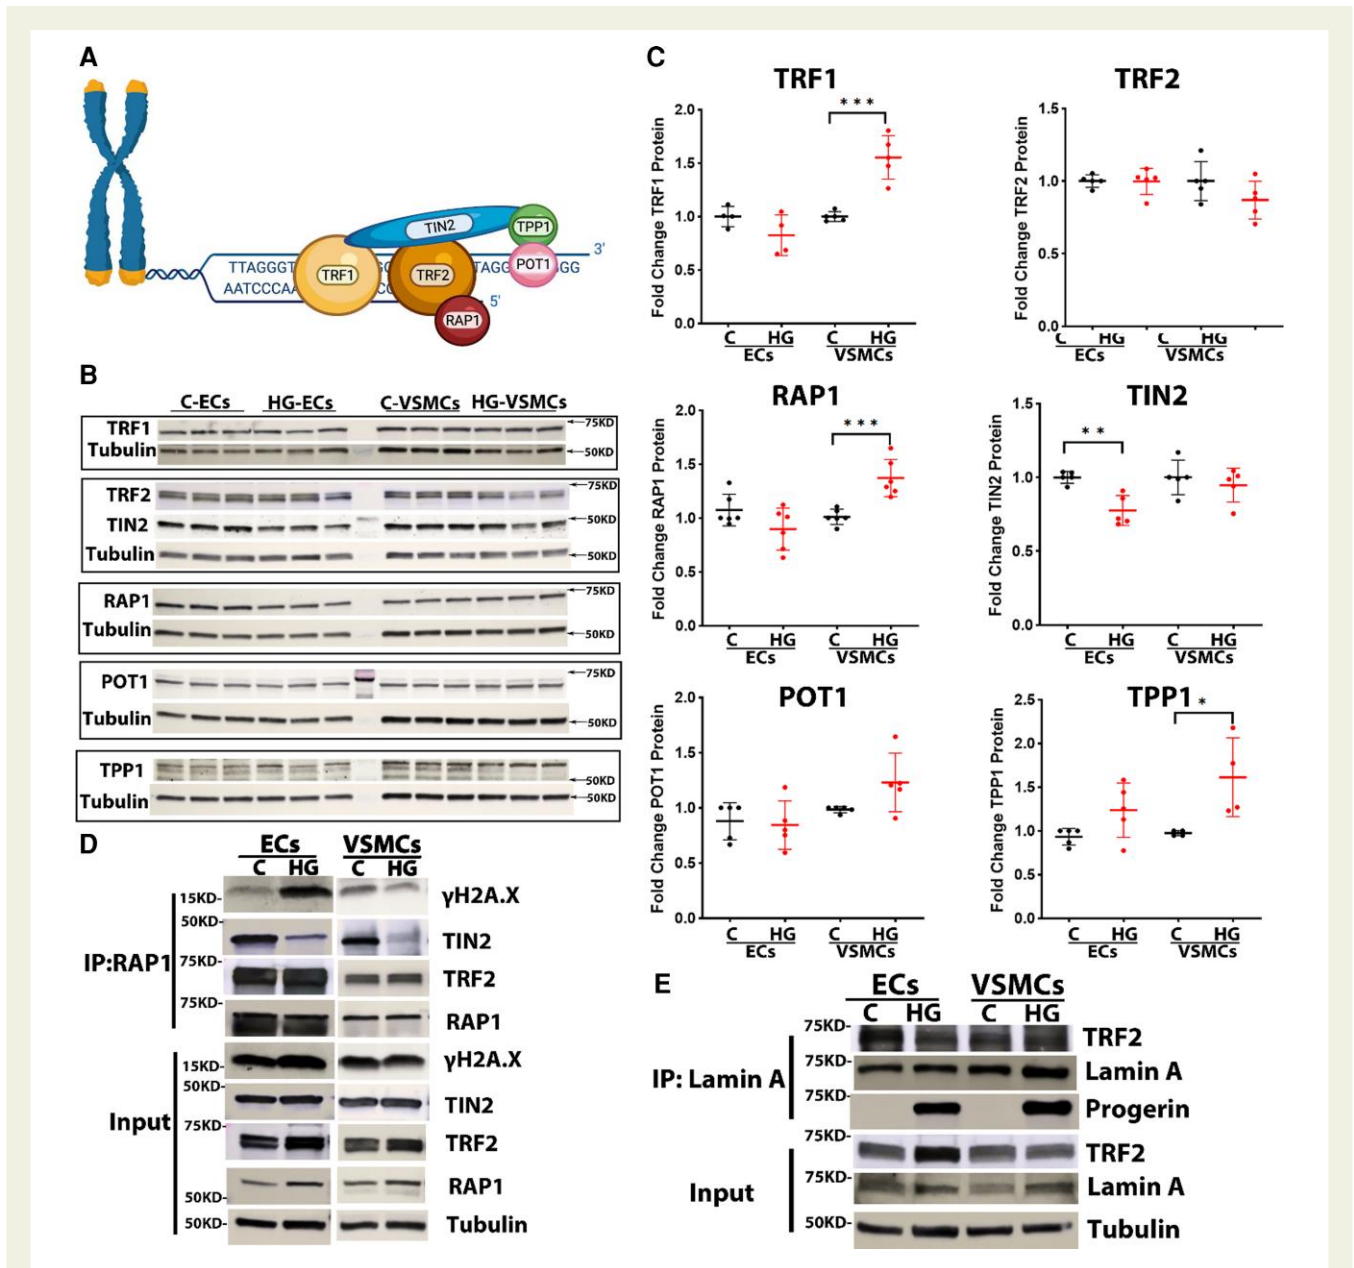 A
TIN2
TPP1
3'
TTAGGGT
TRF1
TRF2
TAGG
POT1
GG
AATCCCAA
5'
RAP1
B
C-ECs HG-ECs C-VSMCs HG-VSMCs
TRF1
75KD
Tubulin
50KD
TRF2
75KD
TIN2
50KD
Tubulin
50KD
RAP1
75KD
Tubulin
50KD
POT1
75KD
Tubulin
50KD
TPP1
50KD
Tubulin
50KD
C
TRF1
Fold Change TRF1 Protein
2.0
1.5
1.0
0.5
0.0
***
C HG C HG
ECs VSMCs
TRF2
Fold Change TRF2 Protein
1.5
1.0
0.5
0.0
C HG C HG
ECs VSMCs
RAP1
Fold Change RAP1 Protein
2.0
1.5
1.0
0.5
0.0
***
C HG C HG
ECs VSMCs
TIN2
Fold Change TIN2 Protein
1.5
1.0
0.5
0.0
**
C HG C HG
ECs VSMCs
POT1
Fold Change POT1 Protein
2.0
1.5
1.0
0.5
0.0
C HG C HG
ECs VSMCs
TPP1
Fold Change TPP1 Protein
2.5
2.0
1.5
1.0
0.5
0.0
*
C HG C HG
ECs VSMCs
D
ECs VSMCs
C HG C HG
IP:RAP1
15KD- γH2A.X
50KD- TIN2
75KD- TRF2
75KD- RAP1
Input
15KD- γH2A.X
50KD- TIN2
75KD- TRF2
50KD- RAP1
50KD- Tubulin
E
ECs VSMCs
C HG C HG
IP: Lamin A
75KD- TRF2
75KD- Lamin A
75KD- Progerin
Input
75KD- TRF2
75KD- Lamin A
50KD- Tubulin